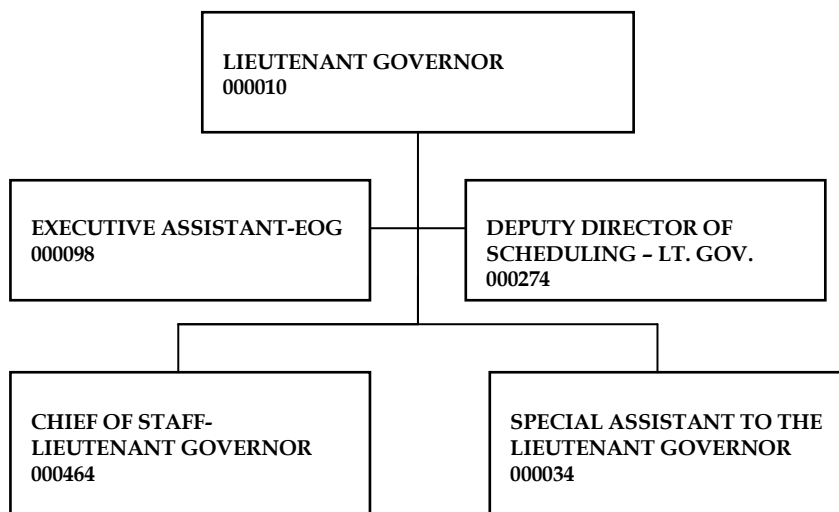 LIEUTENANT GOVERNOR
000010
EXECUTIVE ASSISTANT-EOG
000098
DEPUTY DIRECTOR OF
SCHEDULING – LT. GOV.
000274
CHIEF OF STAFF-
LIEUTENANT GOVERNOR
000464
SPECIAL ASSISTANT TO THE
LIEUTENANT GOVERNOR
000034